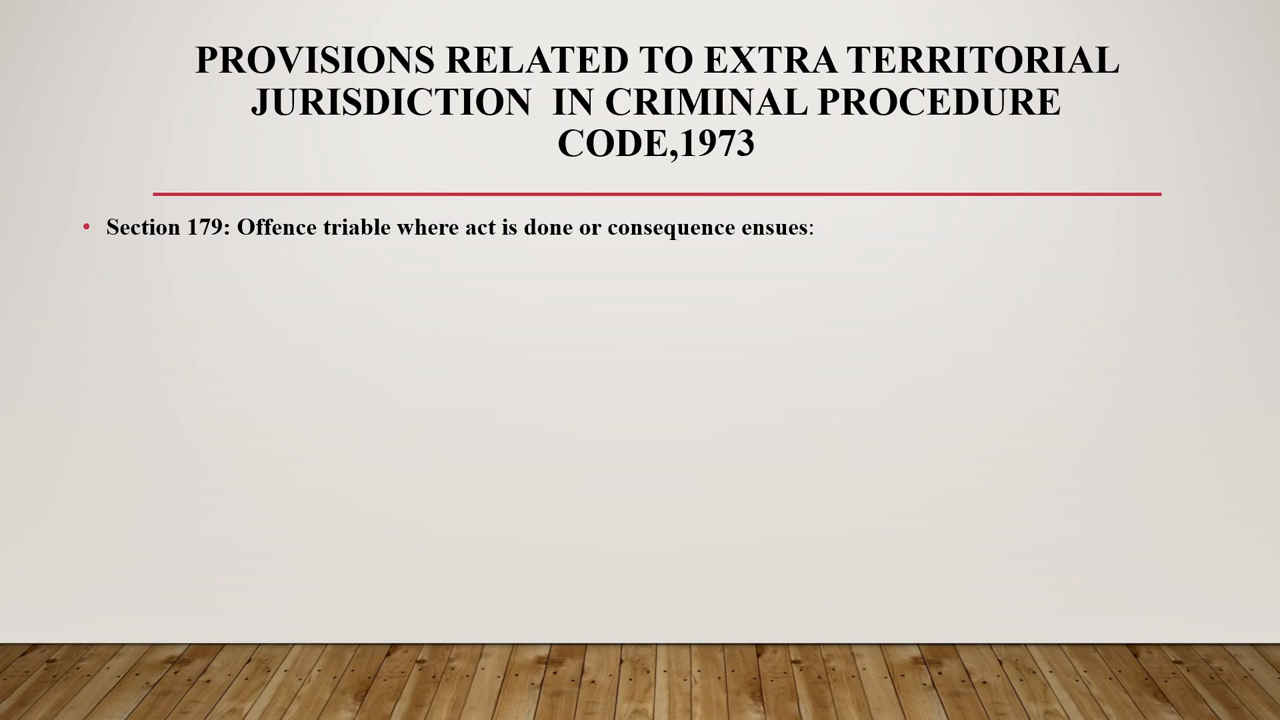 PROVISIONS RELATED TO EXTRA TERRITORIAL
JURISDICTION  IN CRIMINAL PROCEDURE
CODE,1973
• Section 179: Offence triable where act is done or consequence ensues: